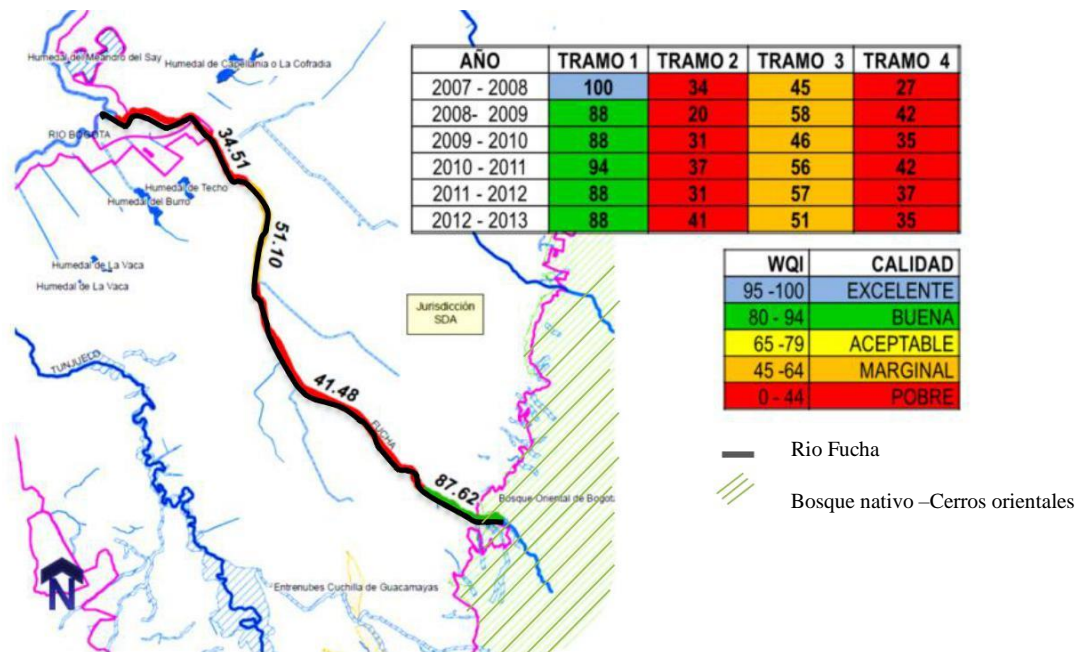 Humedal del Meandro del Say
Humedal de Capellania o La Cofradia
RIO BOGOTA
34.51
Humedal de Techo
Humedal del Burro
51.10
Humedal de La Vaca
Humedal de La Vaca
Jurisdicción
SDA
TUNJUELO
41.48
FUCHA
87.62
Bosque Oriental de Bogot
Entrenubes Cuchilla de Guacamayas
N
AÑO TRAMO 1 TRAMO 2 TRAMO 3 TRAMO 4
2007 - 2008 100 34 45 27
2008- 2009 88 20 58 42
2009 - 2010 88 31 46 35
2010 - 2011 94 37 56 42
2011 - 2012 88 31 57 37
2012 - 2013 88 41 51 35
WQI CALIDAD
95 -100 EXCELENTE
80 - 94 BUENA
65 -79 ACEPTABLE
45 -64 MARGINAL
0 - 44 POBRE
Rio Fucha
Bosque nativo –Cerros orientales